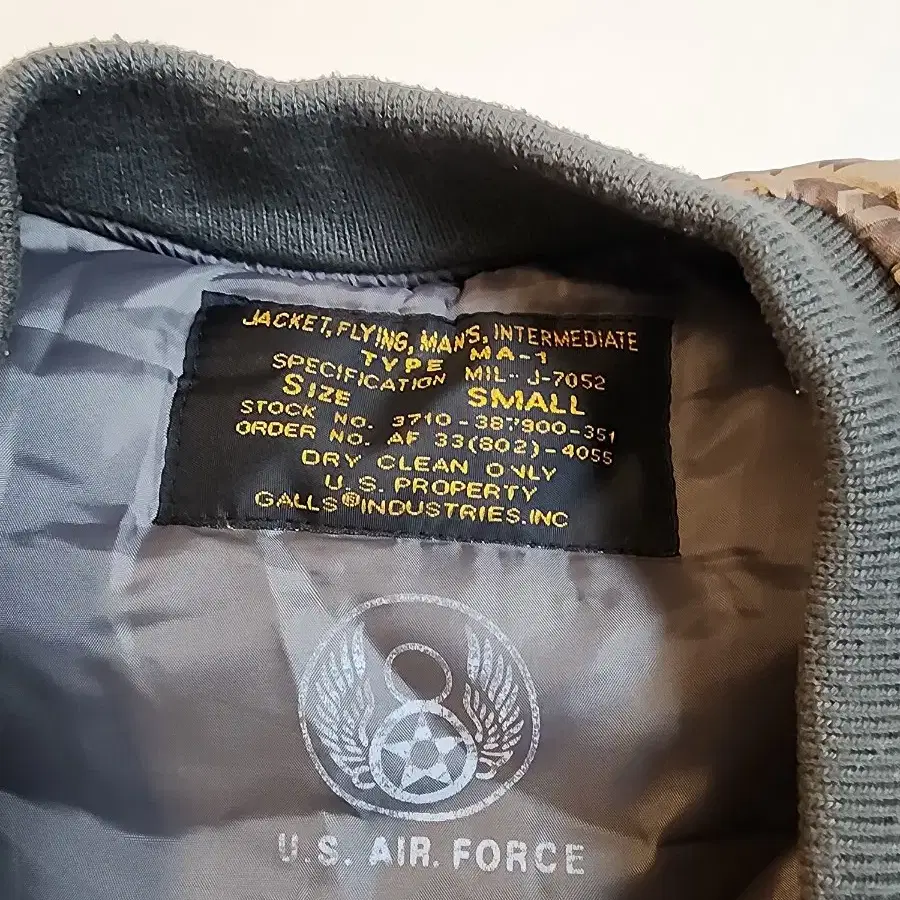 JACKET, FLYING, MAN'S, INTERMEDIATE
TYPE MA-1
SPECIFICATION MIL-J-7052
SIZE SMALL
STOCK NO. 3710-387900-351
ORDER NO. AF 33(802)-4055
DRY CLEAN ONLY
U.S. PROPERTY
GALLS® INDUSTRIES.INC
U.S. AIR. FORCE